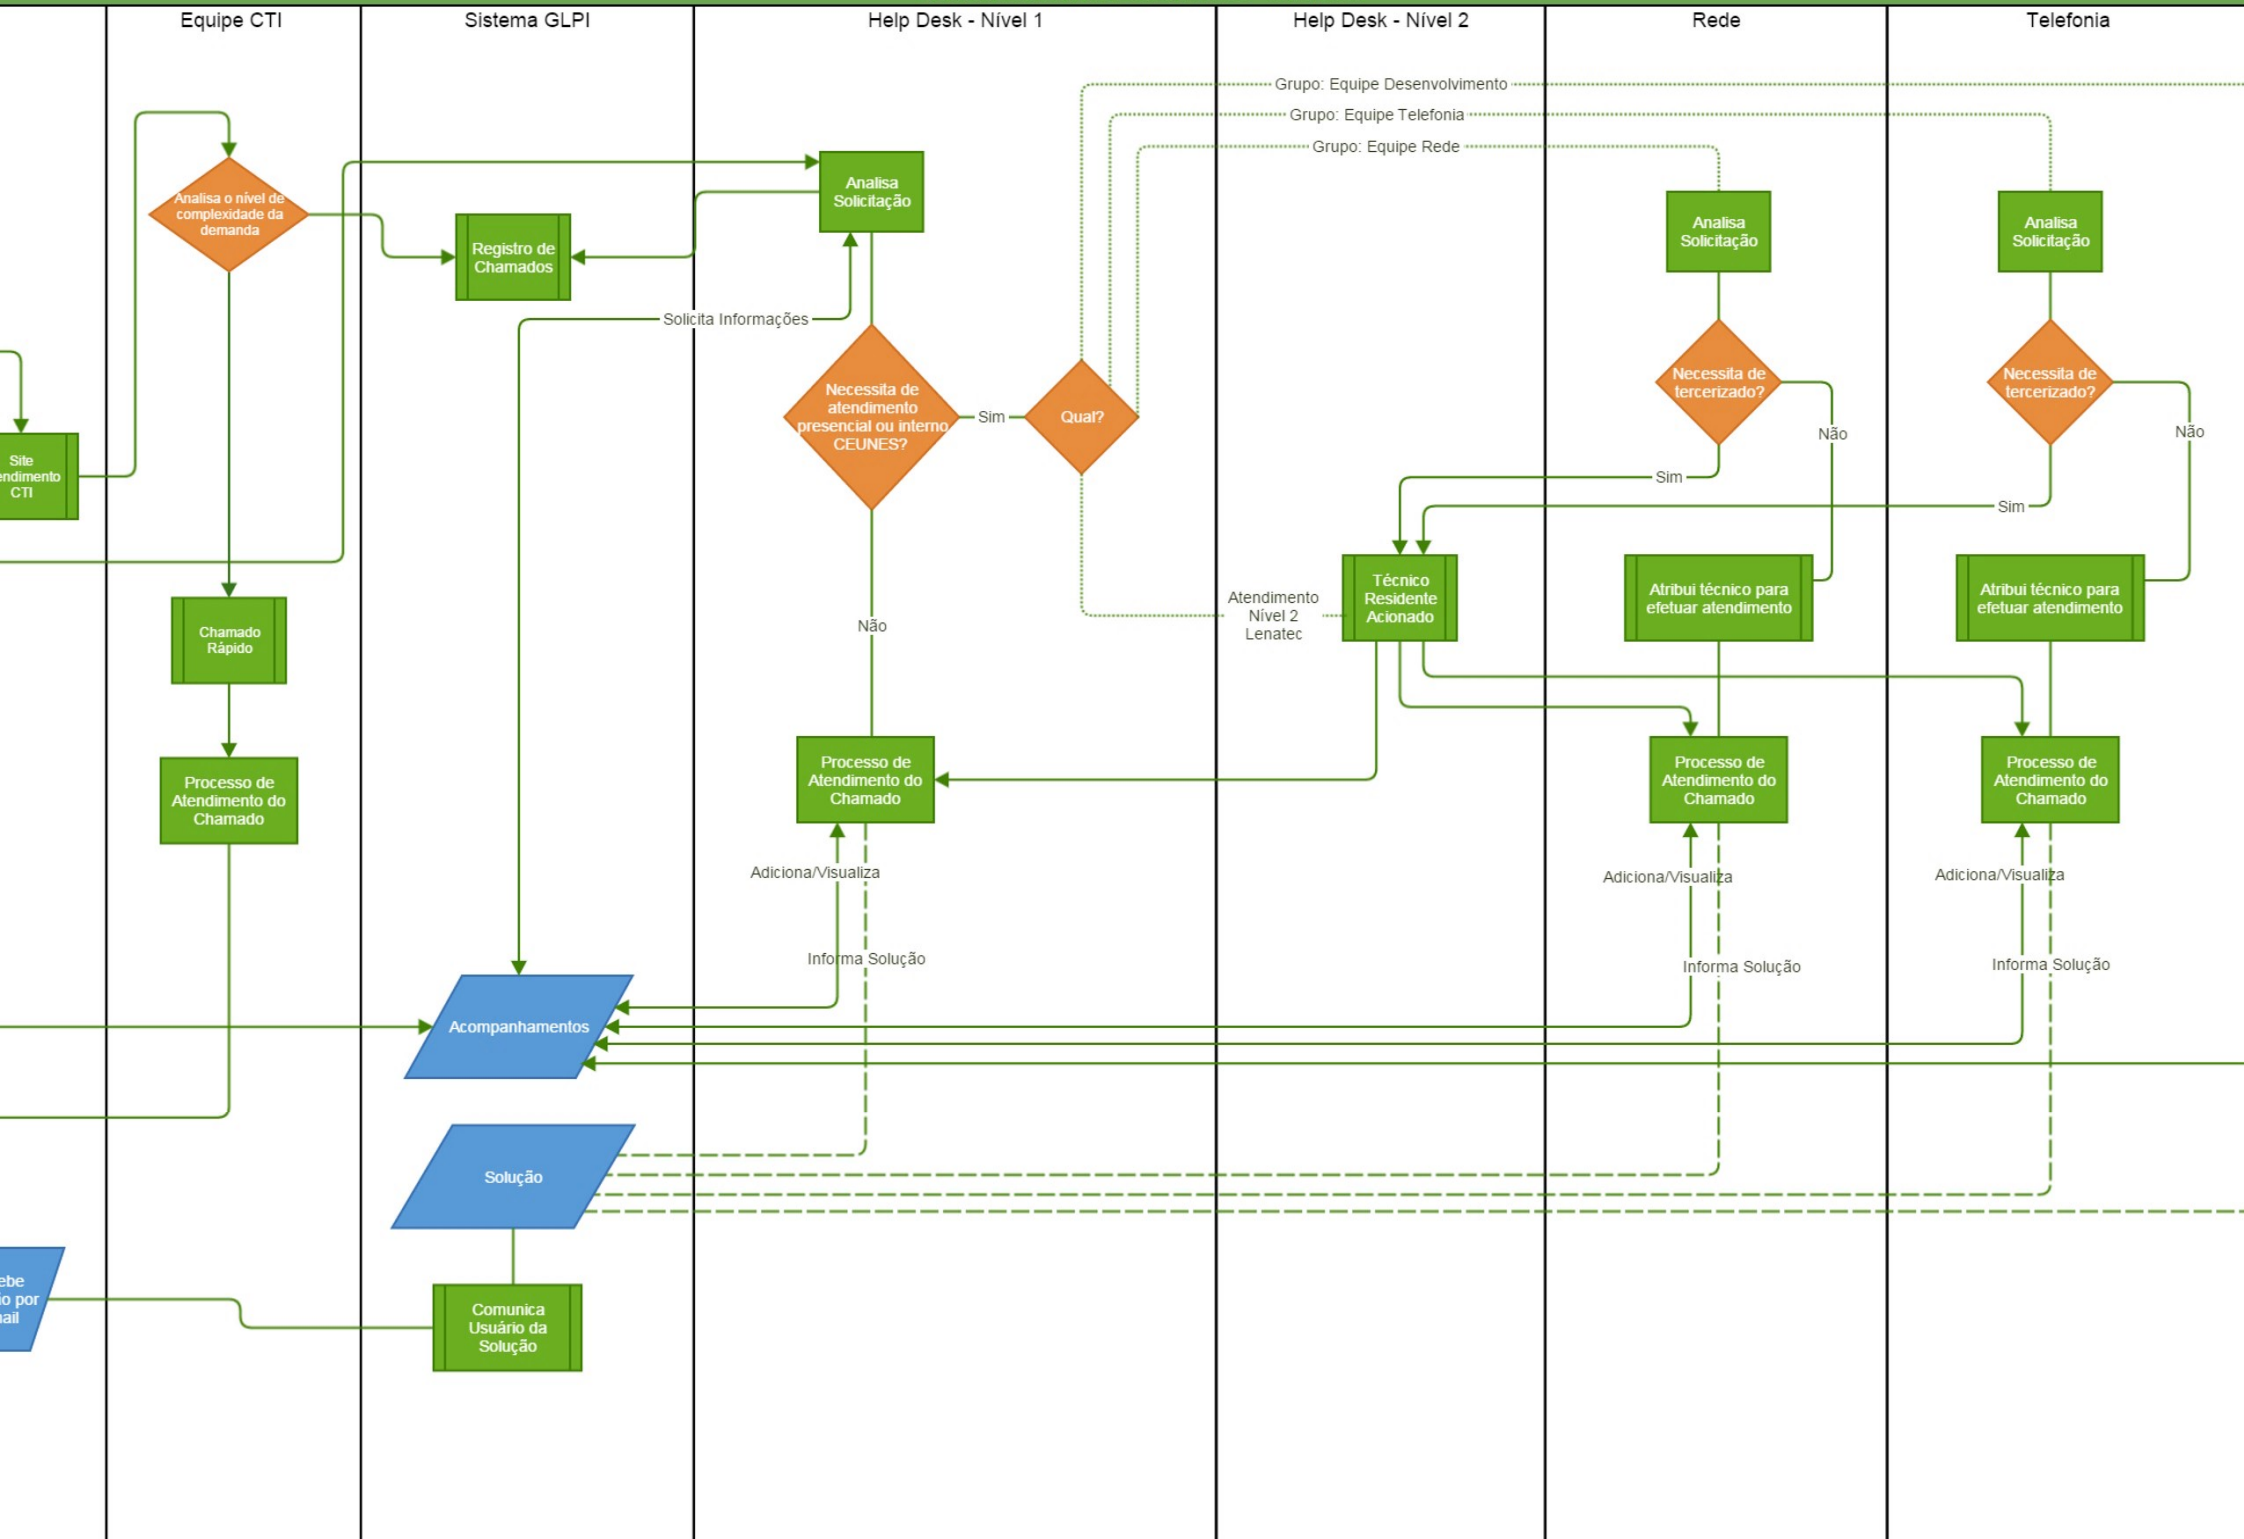 Equipe CTI
Sistema GLPI
Help Desk - Nível 1
Help Desk - Nível 2
Rede
Telefonia
Grupo: Equipe Desenvolvimento
Grupo: Equipe Telefonia
Grupo: Equipe Rede
Analisa o nível de
complexidade da
demanda
Registro de
Chamados
Analisa
Solicitação
Analisa
Solicitação
Analisa
Solicitação
Solicita Informações
Necessita de
atendimento
presencial ou interno
CEUNES?
Sim
Qual?
Necessita de
tercerizado?
Não
Sim
Necessita de
tercerizado?
Não
Sim
Site
endimento
CTI
Chamado
Rápido
Não
Atendimento
Nível 2
Lenatec
Técnico
Residente
Acionado
Atribui técnico para
efetuar atendimento
Atribui técnico para
efetuar atendimento
Processo de
Atendimento do
Chamado
Processo de
Atendimento do
Chamado
Processo de
Atendimento do
Chamado
Processo de
Atendimento do
Chamado
Adiciona/Visualiza
Adiciona/Visualiza
Adiciona/Visualiza
Informa Solução
Informa Solução
Informa Solução
Acompanhamentos
Solução
ebe
ão por
ail
Comunica
Usuário da
Solução